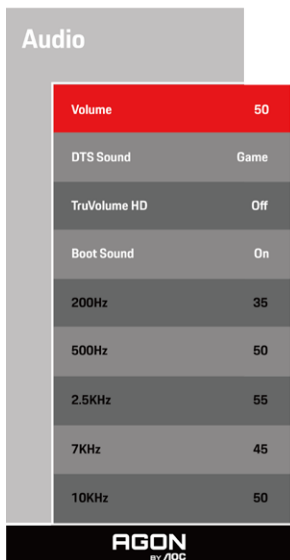 Audio
Volume 50
DTS Sound Game
TruVolume HD Off
Boot Sound On
200Hz 35
500Hz 50
2.5KHz 55
7KHz 45
10KHz 50
AGON
BY AOC